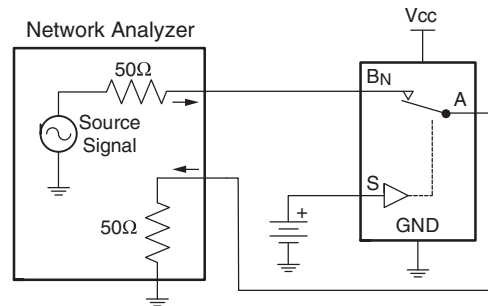 Network Analyzer
Vcc
50Ω
BN
A
Source
Signal
S
+
50Ω
GND